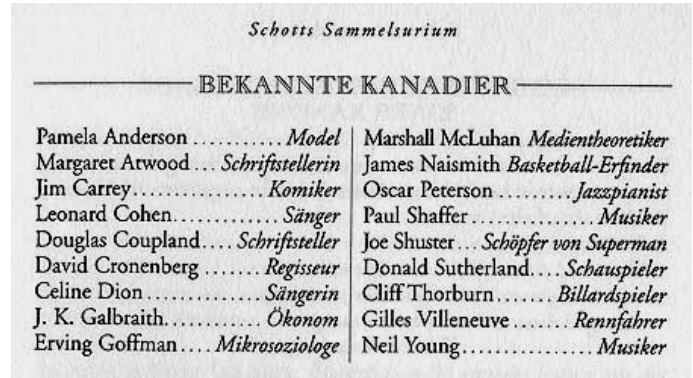 Schotts Sammelsurium
BEKANNTE KANADIER
Pamela Anderson ........... Model
Margaret Atwood ... Schriftstellerin
Jim Carrey ................. Komiker
Leonard Cohen ............. Sänger
Douglas Coupland .... Schriftsteller
David Cronenberg ....... Regisseur
Celine Dion .............. Sängerin
J. K. Galbraith ............ Ökonom
Erving Goffman .... Mikrosoziologe
Marshall McLuhan Medientheoretiker
James Naismith Basketball-Erfinder
Oscar Peterson ......... Jazzpianist
Paul Shaffer .............. Musiker
Joe Shuster ... Schöpfer von Superman
Donald Sutherland .... Schauspieler
Cliff Thorburn ....... Billardspieler
Gilles Villeneuve ....... Rennfahrer
Neil Young ............... Musiker